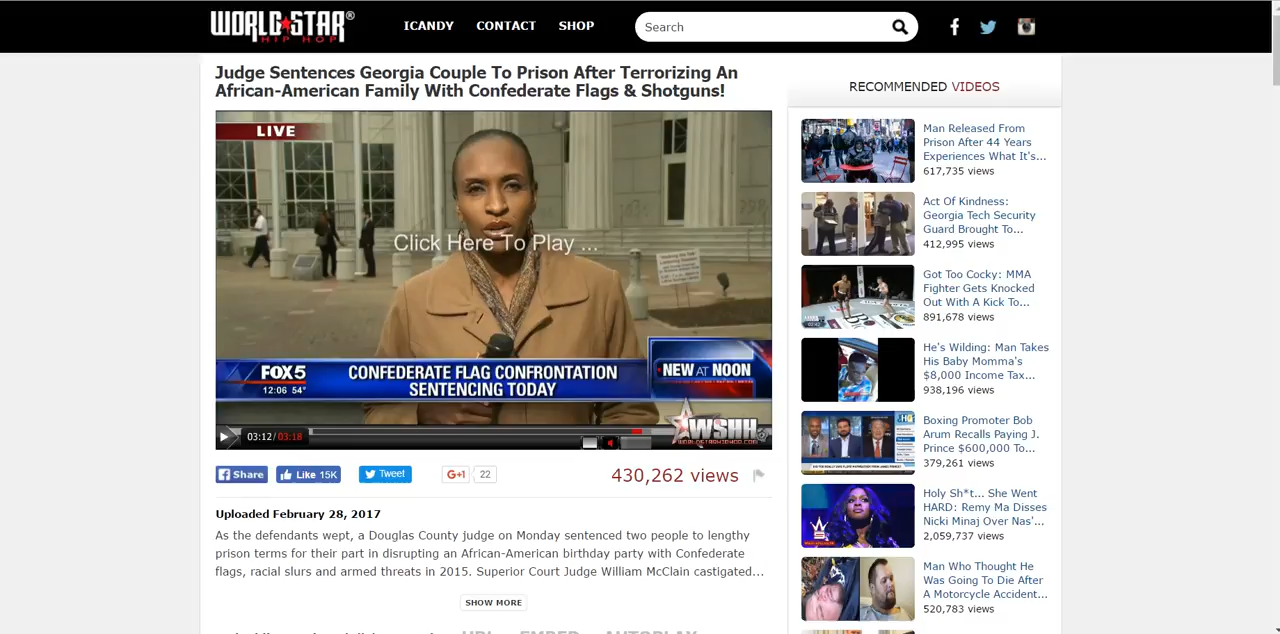 WORLD STAR®
HIP HOP
ICANDY CONTACT SHOP
Search
Judge Sentences Georgia Couple To Prison After Terrorizing An
African-American Family With Confederate Flags & Shotguns!
LIVE
Click Here To Play ...
FOX 5
12:06 54°
CONFEDERATE FLAG CONFRONTATION
SENTENCING TODAY
NEW AT NOON
WSHH
WORLDSTARHIPHOP.COM
03:12/03:18
Share
Like 15K
Tweet
G+1
22
430,262 views
Uploaded February 28, 2017
As the defendants wept, a Douglas County judge on Monday sentenced two people to lengthy
prison terms for their part in disrupting an African-American birthday party with Confederate
flags, racial slurs and armed threats in 2015. Superior Court Judge William McClain castigated...
SHOW MORE
URL EMBED AUTOPLAY
RECOMMENDED VIDEOS
Man Released From
Prison After 44 Years
Experiences What It's...
617,735 views
Act Of Kindness:
Georgia Tech Security
Guard Brought To...
412,995 views
Got Too Cocky: MMA
Fighter Gets Knocked
Out With A Kick To...
891,678 views
He's Wilding: Man Takes
His Baby Momma's
$8,000 Income Tax...
938,196 views
Boxing Promoter Bob
Arum Recalls Paying J.
Prince $600,000 To...
379,261 views
Holy Sh*t... She Went
HARD: Remy Ma Disses
Nicki Minaj Over Nas'...
2,059,737 views
Man Who Thought He
Was Going To Die After
A Motorcycle Accident...
520,783 views